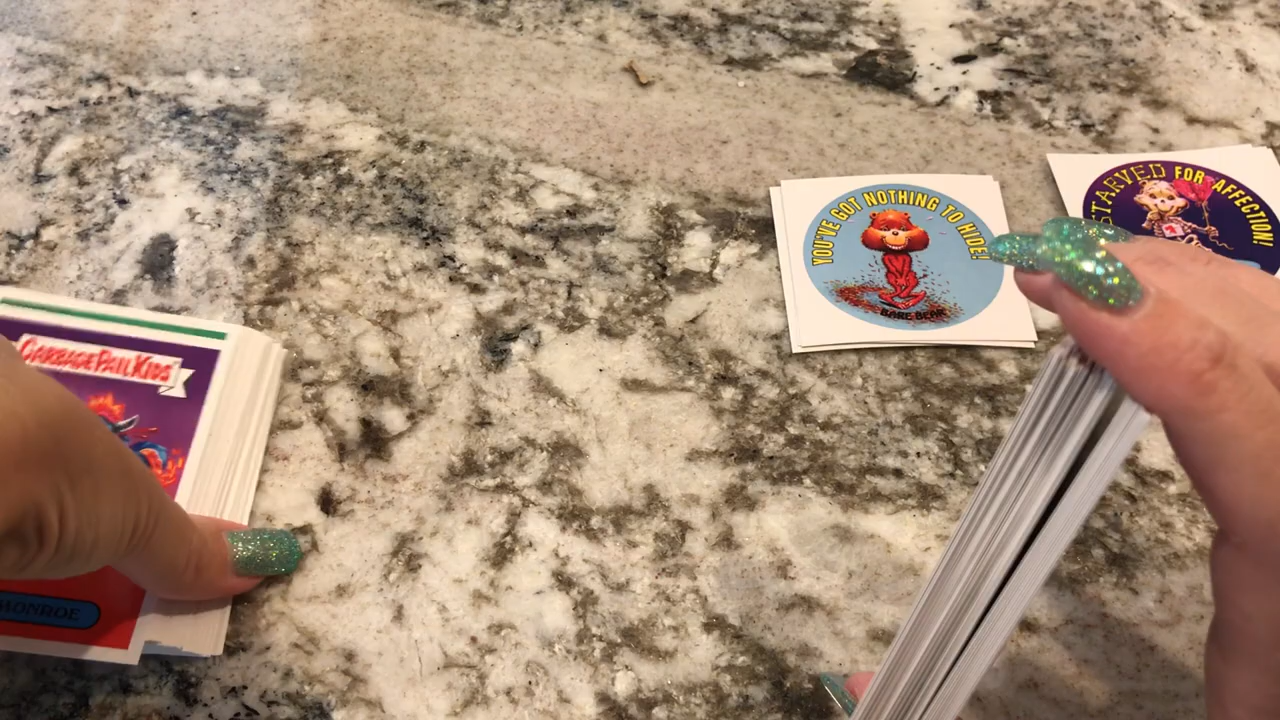 GARBAGE PAIL KIDS
MONROE
YOU'VE GOT NOTHING TO HIDE!
BARE BEAR
STARVED FOR AFFECTION!